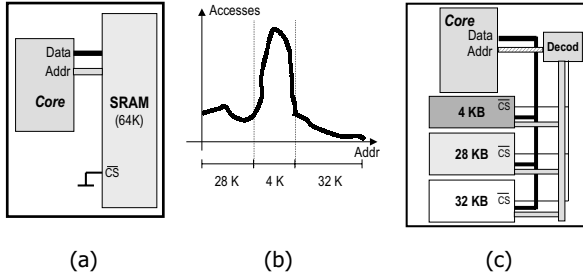 Data
Addr
Core
SRAM
(64K)
CS
(a)
Accesses
Addr
28 K
4 K
32 K
(b)
Core
Data
Addr
Decod
4 KB
CS
28 KB
CS
32 KB
CS
(c)